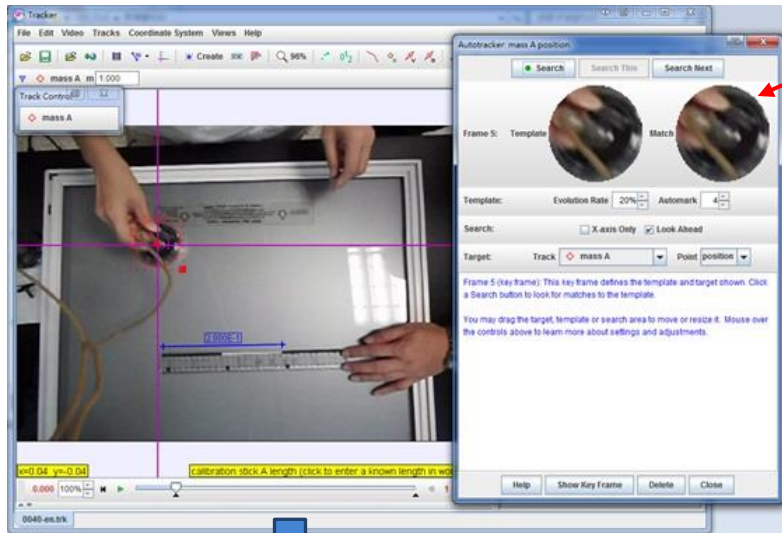 Tracker
File Edit Video Tracks Coordinate System Views Help
Create
96%
mass A m 1.000
Track Control
mass A
2.000E-1
x=0.04 y=-0.04
calibration stick A length (click to enter a known length in wor
0.000 100%
0040-en.trk
Autotracker: mass A position
Search Search This Search Next
Frame 5: Template Match
Template: Evolution Rate 20% Automark 4
Search: X-axis Only Look Ahead
Target: Track mass A Point position
Frame 5 (key frame): This key frame defines the template and target shown. Click
a Search button to look for matches to the template.
You may drag the target, template or search area to move or resize it. Mouse over
the controls above to learn more about settings and adjustments.
Help Show Key Frame Delete Close